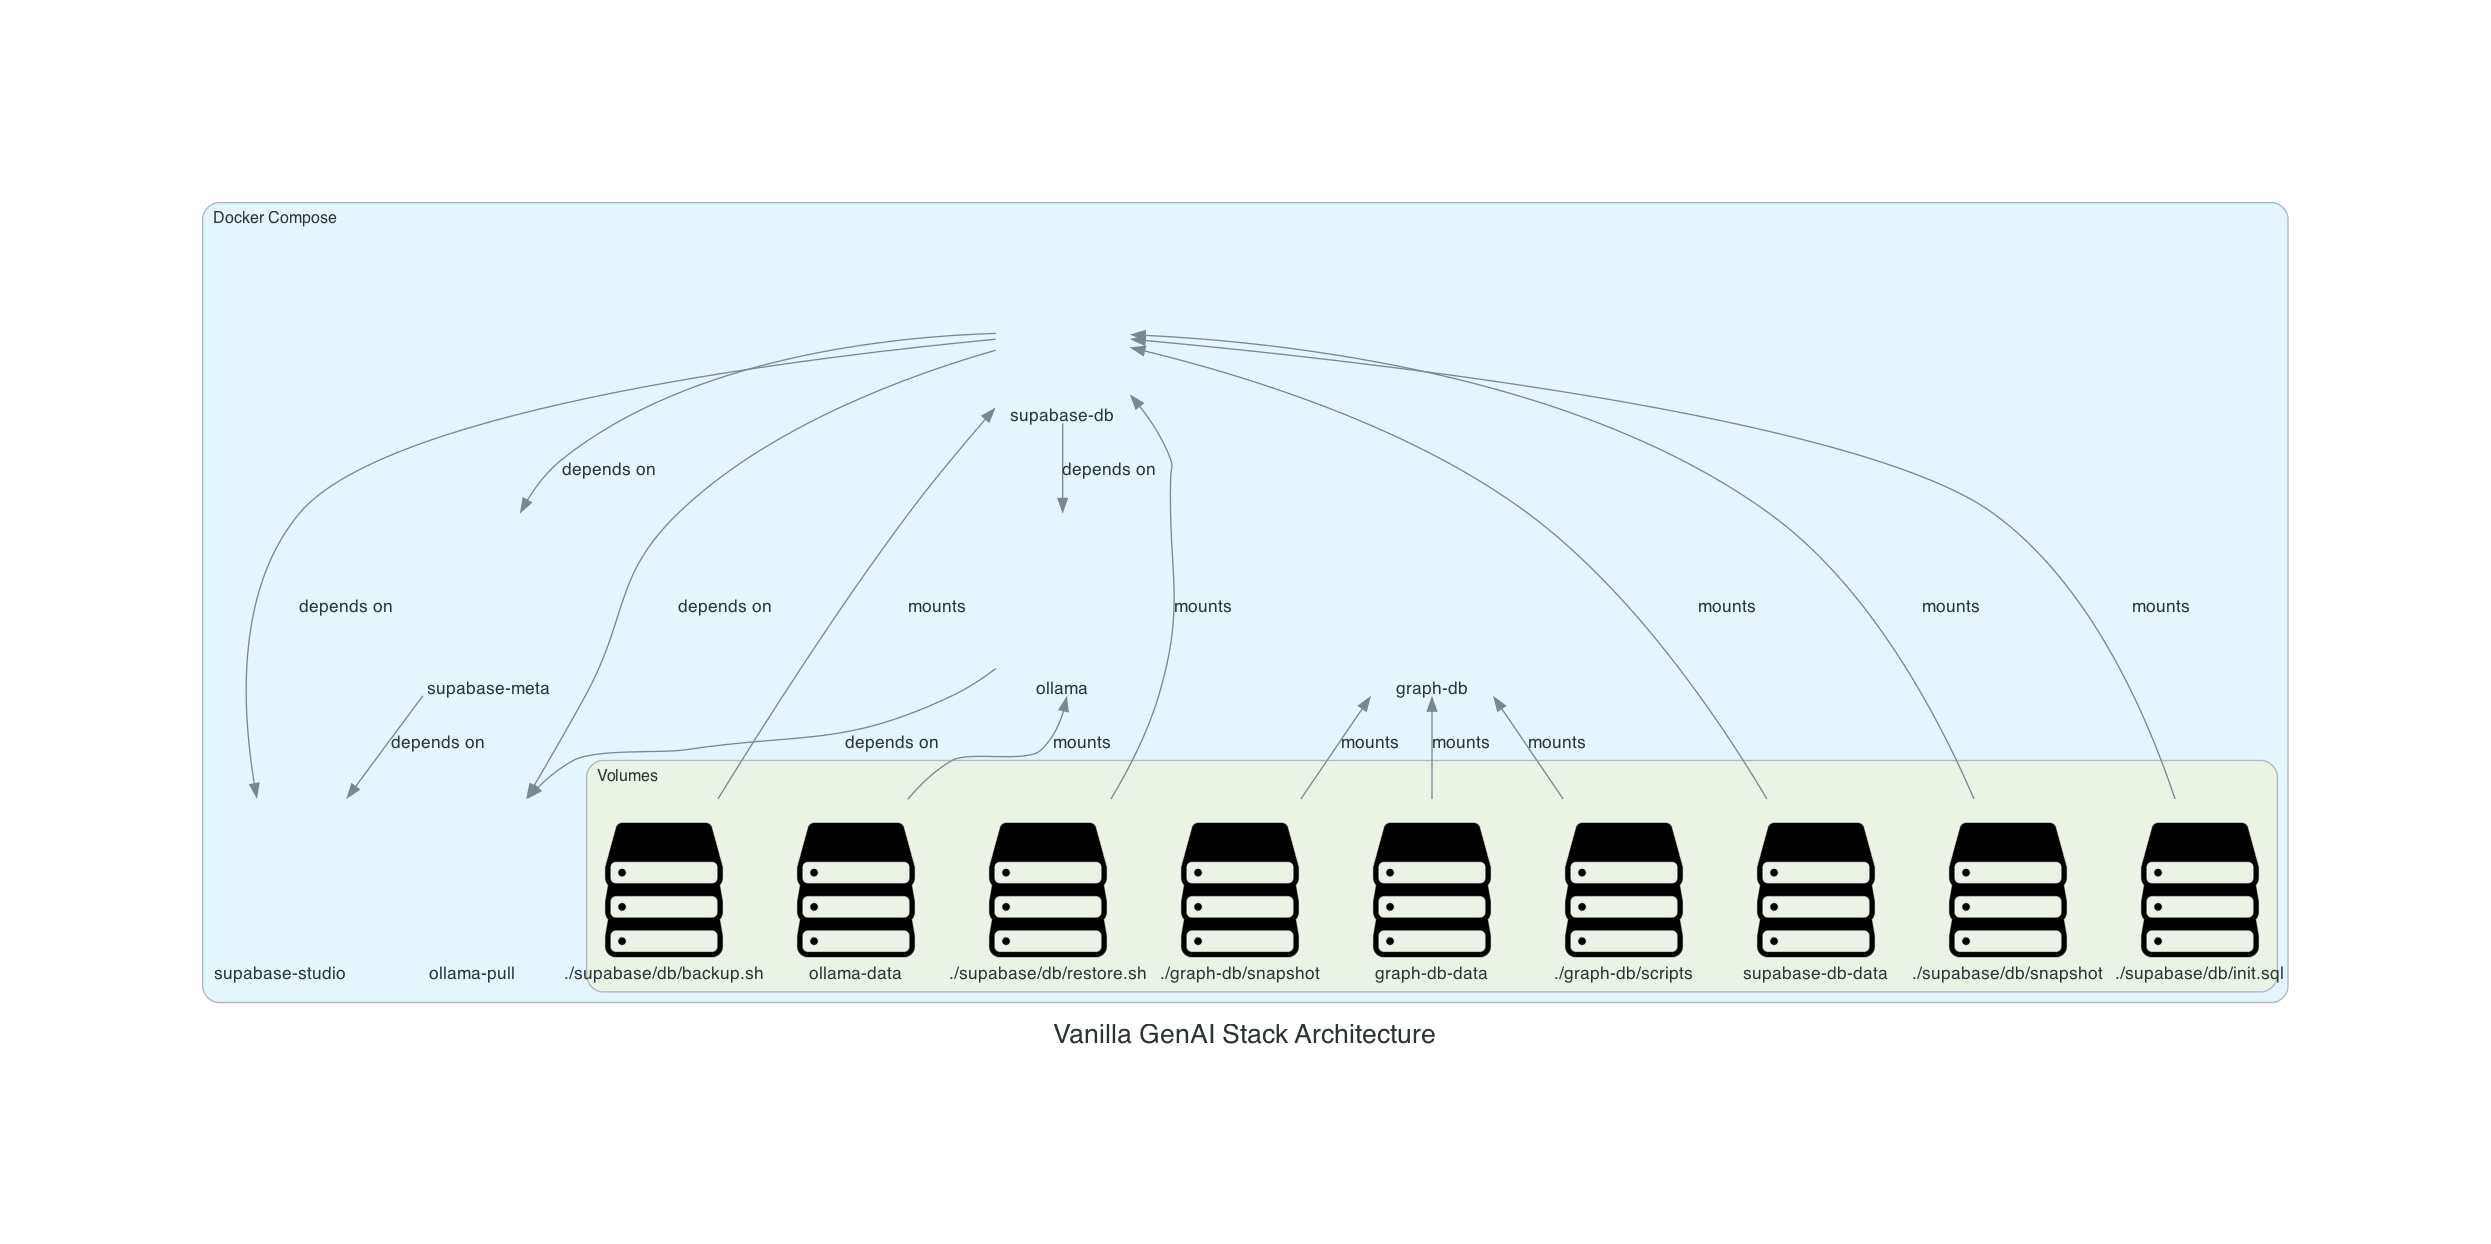 Docker Compose
supabase-db
depends on
depends on
depends on
depends on
mounts
mounts
mounts
mounts
mounts
supabase-meta
ollama
graph-db
depends on
depends on
mounts
mounts
mounts
mounts
Volumes
supabase-studio
ollama-pull
./supabase/db/backup.sh
ollama-data
./supabase/db/restore.sh
./graph-db/snapshot
graph-db-data
./graph-db/scripts
supabase-db-data
./supabase/db/snapshot
./supabase/db/init.sql
Vanilla GenAI Stack Architecture